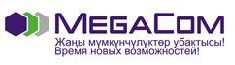 MEGACOM
Жаңы мүмкүнчүлүктөр убактысы!
Время новых возможностей!